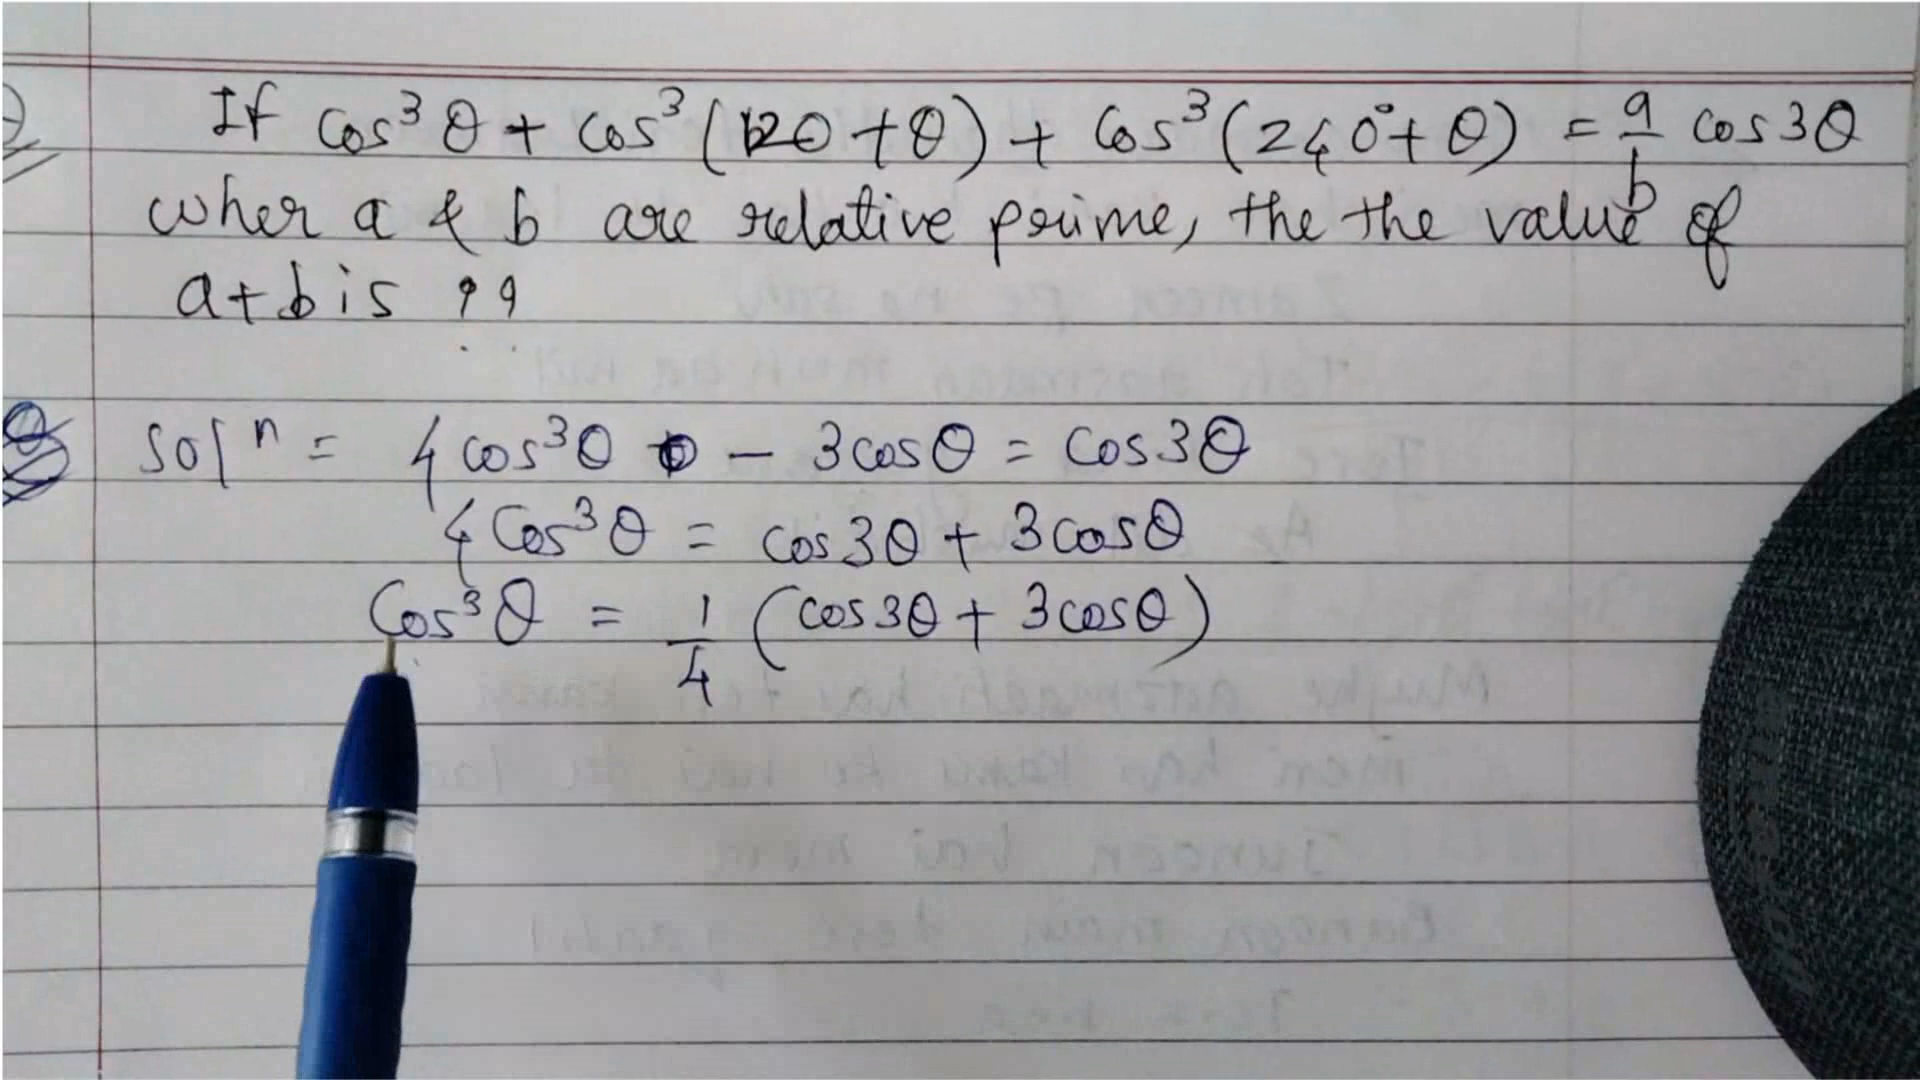 If cos³θ + cos³(120+θ) + cos³(240°+θ) = a/b cos3θ
wher a & b are relative prime, the the value of
a+b is ??
Solⁿ = 4cos³θ - 3cosθ = cos3θ
4cos³θ = cos3θ + 3cosθ
cos³θ = 1/4 (cos3θ + 3cosθ)